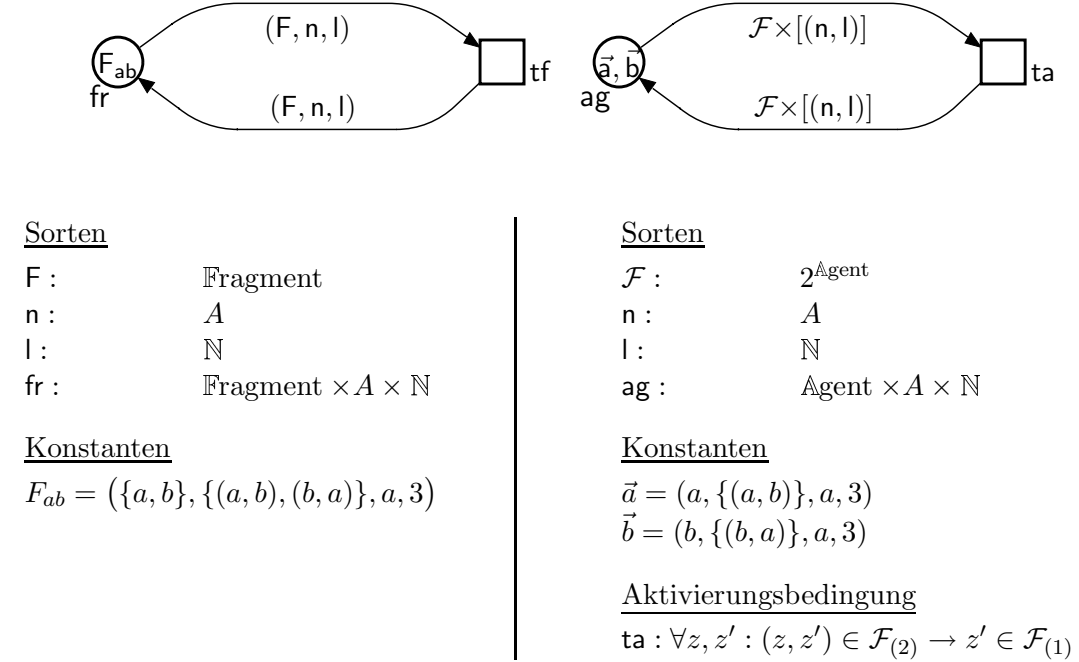 (F, n, l)
F_ab
fr
tf
(F, n, l)
ℱ×[(n, l)]
a⃗, b⃗
ag
ta
ℱ×[(n, l)]
Sorten
F : 𝔽ragment
n : A
l : ℕ
fr : 𝔽ragment ×A × ℕ
Konstanten
F_ab = ({a, b}, {(a, b), (b, a)}, a, 3)
Sorten
ℱ : 2^𝔸gent
n : A
l : ℕ
ag : 𝔸gent ×A × ℕ
Konstanten
a⃗ = (a, {(a, b)}, a, 3)
b⃗ = (b, {(b, a)}, a, 3)
Aktivierungsbedingung
ta : ∀z, z′ : (z, z′) ∈ ℱ_(2) → z′ ∈ ℱ_(1)